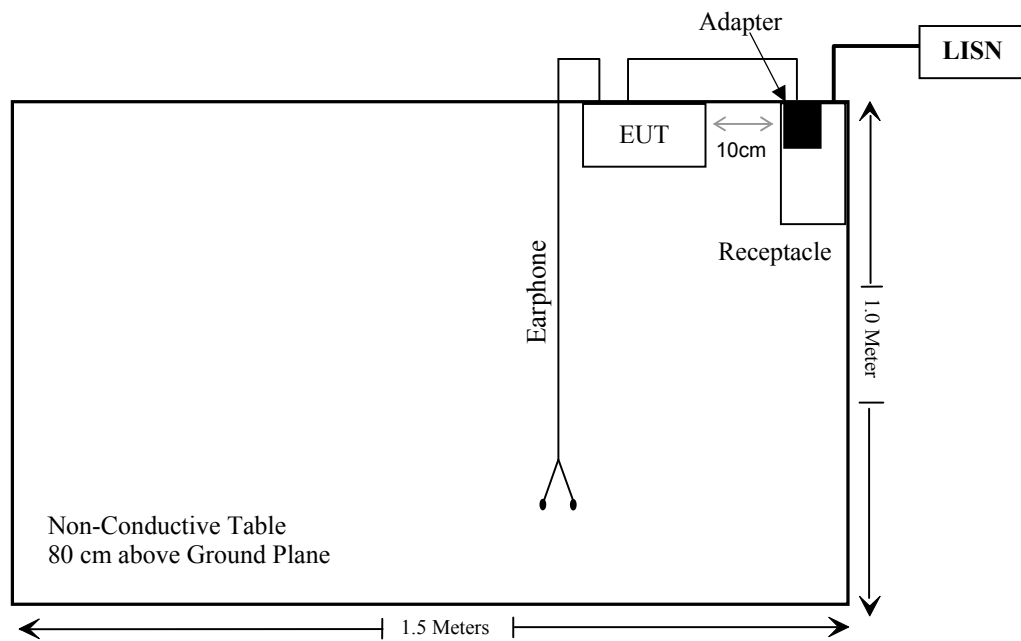 Adapter
LISN
EUT
10cm
Receptacle
Earphone
1.0 Meter
Non-Conductive Table
80 cm above Ground Plane
1.5 Meters